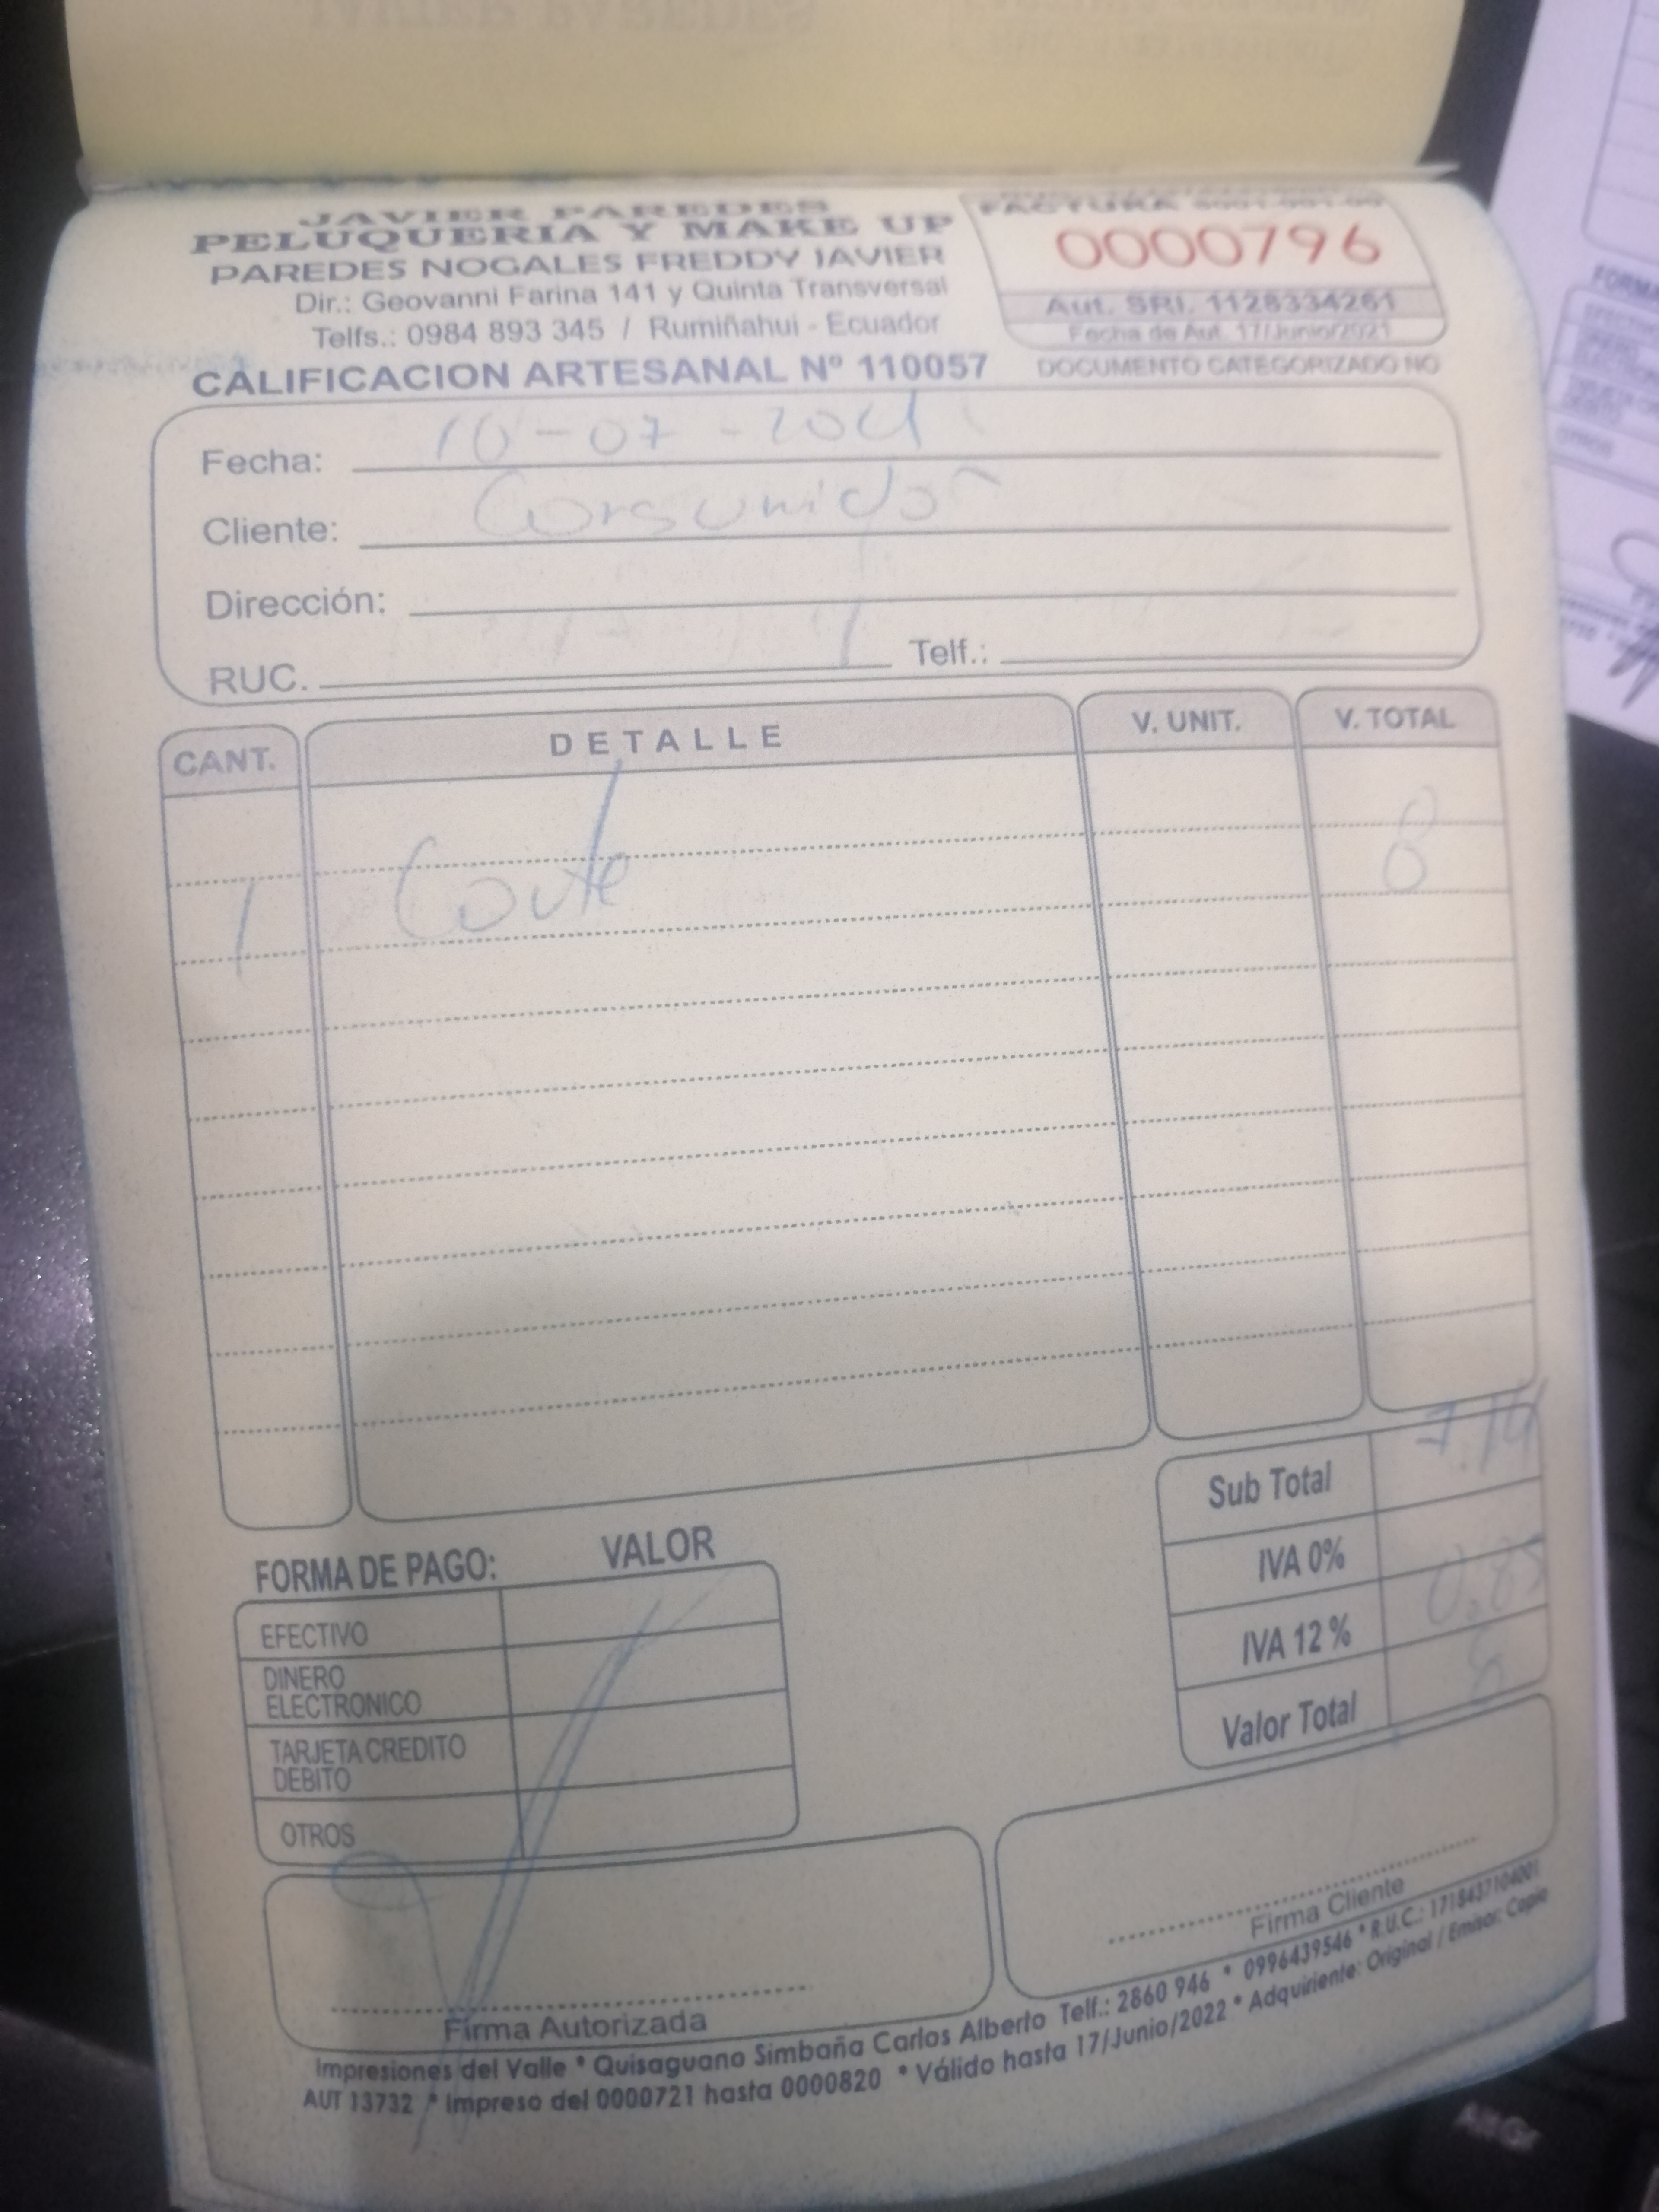 JAVIER PAREDES
PELUQUERIA Y MAKE UP
PAREDES NOGALES FREDDY JAVIER
Dir.: Geovanni Farina 141 y Quinta Transversal
Telfs.: 0984 893 345 / Rumiñahui - Ecuador
CALIFICACION ARTESANAL Nº 110057
FACTURA
0000796
Aut. SRI. 1128334261
Fecha de Aut. 17/Junio/2021
DOCUMENTO CATEGORIZADO NO
Fecha: 10-07-2021
Cliente: Consumidor
Dirección:
RUC. Telf.:
CANT. DETALLE V. UNIT. V. TOTAL
1 Corte 8
Sub Total 7.14
IVA 0%
IVA 12% 0.85
Valor Total 8
FORMA DE PAGO: VALOR
EFECTIVO
DINERO
ELECTRONICO
TARJETA CREDITO
DEBITO
OTROS
Firma Autorizada
Firma Cliente
Impresiones del Valle * Quisaguano Simbaña Carlos Alberto Telf.: 2860 946 * 0996439546 * R.U.C.: 1718437104001
AUT 13732 * Impreso del 0000721 hasta 0000820 * Válido hasta 17/Junio/2022 * Adquiriente: Original / Emisor: Copia
FORMA
OTROS
Alt Gr